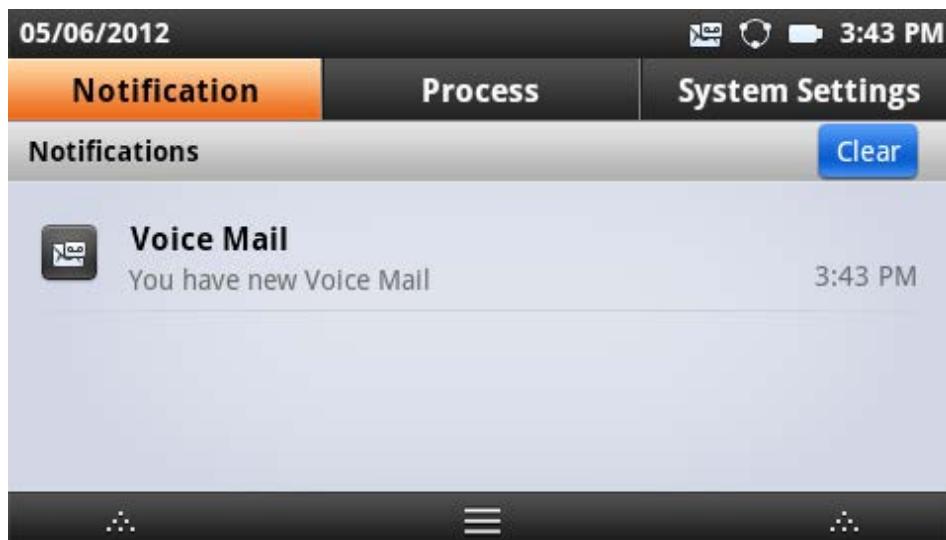 05/06/2012 3:43 PM
Notification Process System Settings
Notifications Clear
Voice Mail
You have new Voice Mail 3:43 PM